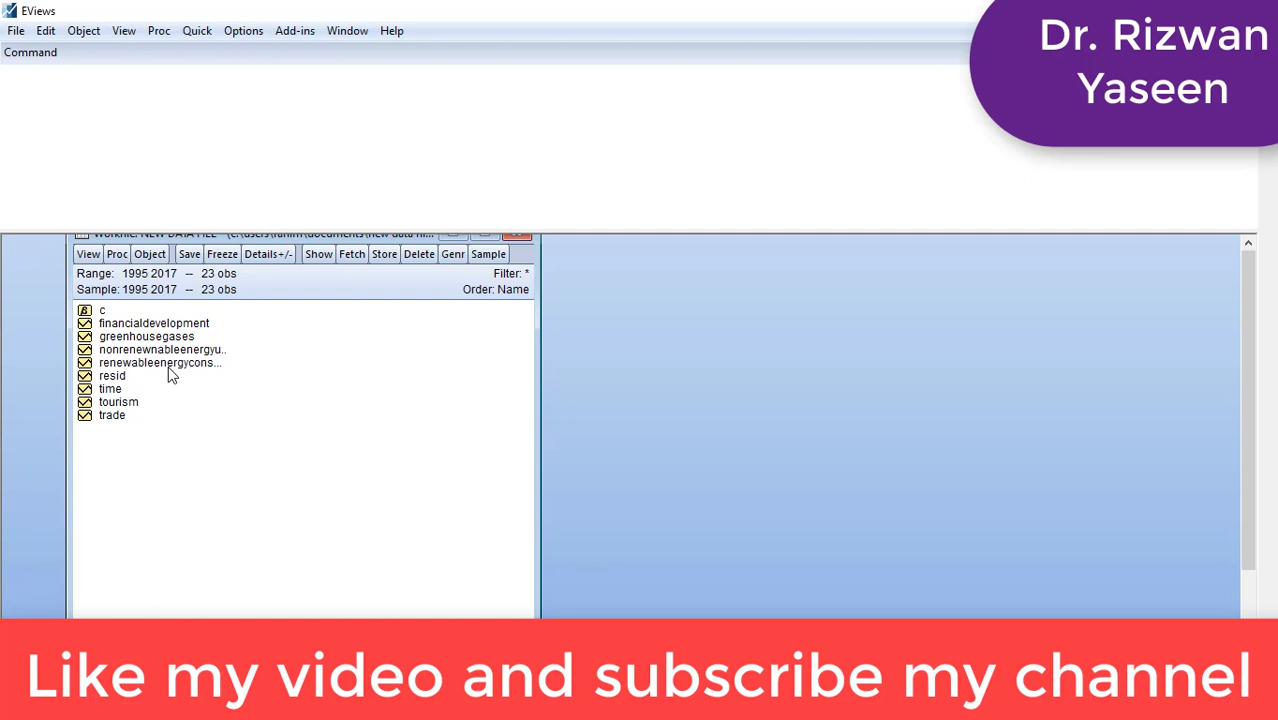 EViews
File Edit Object View Proc Quick Options Add-ins Window Help
Command
Dr. Rizwan
Yaseen
View Proc Object Save Freeze Details+/- Show Fetch Store Delete Genr Sample
Range: 1995 2017 -- 23 obs Filter: *
Sample: 1995 2017 -- 23 obs Order: Name
c
financialdevelopment
greenhousegases
nonrenewnableenergyu..
renewableenergycons...
resid
time
tourism
trade
Like my video and subscribe my channel